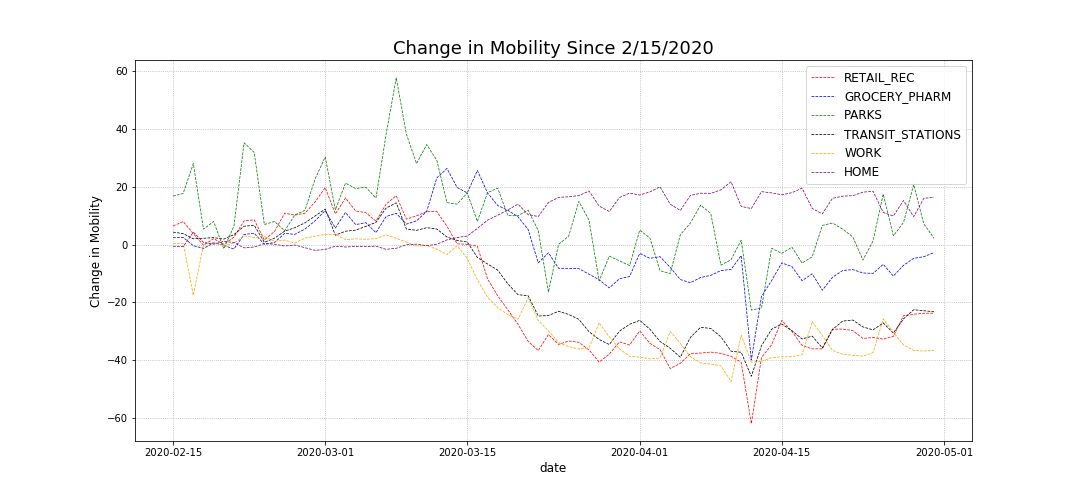 Change in Mobility Since 2/15/2020
60
40
20
0
−20
−40
−60
Change in Mobility
RETAIL_REC
GROCERY_PHARM
PARKS
TRANSIT_STATIONS
WORK
HOME
2020-02-15
2020-03-01
2020-03-15
2020-04-01
2020-04-15
2020-05-01
date